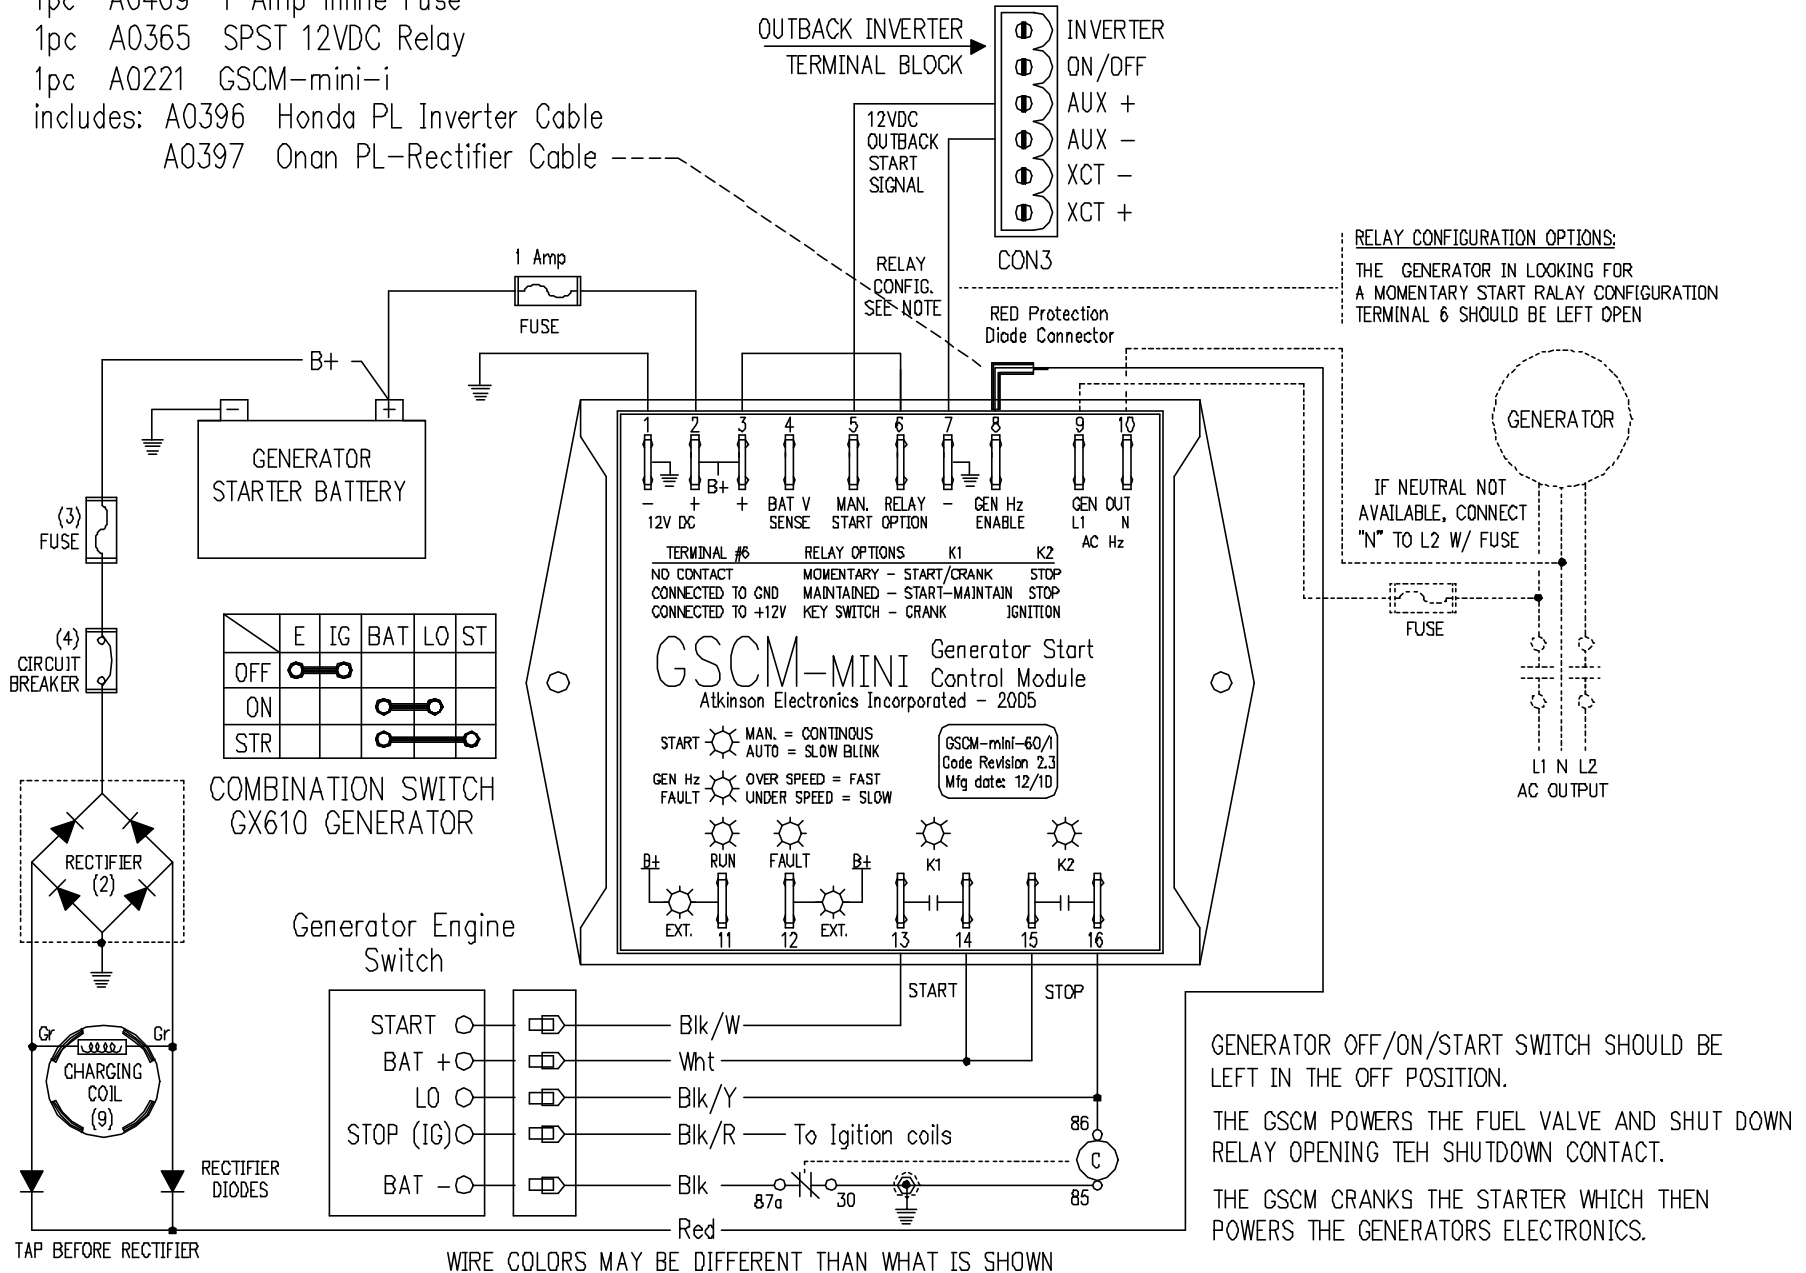 1pc A0409 1 Amp inline Fuse
1pc A0365 SPST 12VDC Relay
1pc A0221 GSCM-mini-i
includes: A0396 Honda PL Inverter Cable
A0397 Onan PL-Rectifier Cable
OUTBACK INVERTER
TERMINAL BLOCK
INVERTER
ON/OFF
AUX +
AUX -
XCT -
XCT +
CON3
12VDC
OUTBACK
START
SIGNAL
RELAY
CONFIG.
SEE NOTE
RELAY CONFIGURATION OPTIONS:
THE GENERATOR IN LOOKING FOR
A MOMENTARY START RALAY CONFIGURATION
TERMINAL 6 SHOULD BE LEFT OPEN
1 Amp
FUSE
RED Protection
Diode Connector
B+
- +
GENERATOR
STARTER BATTERY
GENERATOR
IF NEUTRAL NOT
AVAILABLE, CONNECT
"N" TO L2 W/ FUSE
FUSE
L1 N L2
AC OUTPUT
(3)
FUSE
(4)
CIRCUIT
BREAKER
1 2 3 4 5 6 7 8 9 10
B+
- + + BAT V MAN. RELAY - GEN Hz GEN OUT
12V DC SENSE START OPTION ENABLE L1 N
AC Hz
TERMINAL #6 RELAY OPTIONS K1 K2
NO CONTACT MOMENTARY - START/CRANK STOP
CONNECTED TO GND MAINTAINED - START-MAINTAIN STOP
CONNECTED TO +12V KEY SWITCH - CRANK IGNITION
GSCM-MINI
Generator Start
Control Module
Atkinson Electronics Incorporated - 2005
START MAN. = CONTINOUS
AUTO = SLOW BLINK
GEN Hz
FAULT
OVER SPEED = FAST
UNDER SPEED = SLOW
GSCM-mini-60/I
Code Revision 2.3
Mfg date: 12/10
B+ RUN FAULT B+ K1 K2
EXT. 11 12 EXT. 13 14 15 16
E IG BAT LO ST
OFF
ON
STR
COMBINATION SWITCH
GX610 GENERATOR
RECTIFIER
(2)
Gr Gr
CHARGING
COIL
(9)
RECTIFIER
DIODES
TAP BEFORE RECTIFIER
Generator Engine
Switch
START STOP
START Blk/W
BAT + Wht
LO Blk/Y
STOP (IG) Blk/R To Igition coils
BAT - Blk
87a 30
86
C
85
Red
WIRE COLORS MAY BE DIFFERENT THAN WHAT IS SHOWN
GENERATOR OFF/ON/START SWITCH SHOULD BE
LEFT IN THE OFF POSITION.
THE GSCM POWERS THE FUEL VALVE AND SHUT DOWN
RELAY OPENING TEH SHUTDOWN CONTACT.
THE GSCM CRANKS THE STARTER WHICH THEN
POWERS THE GENERATORS ELECTRONICS.